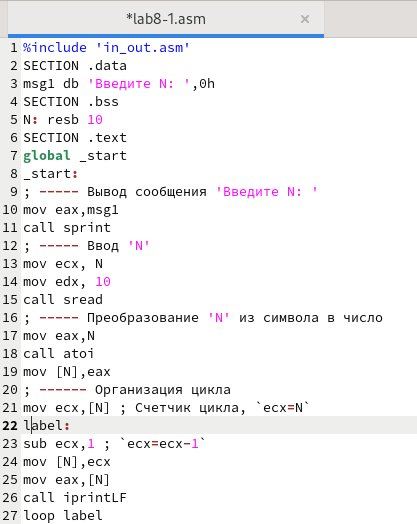 *lab8-1.asm ×
1 %include 'in_out.asm'
2 SECTION .data
3 msg1 db 'Введите N: ',0h
4 SECTION .bss
5 N: resb 10
6 SECTION .text
7 global _start
8 _start:
9 ; ----- Вывод сообщения 'Введите N: '
10 mov eax,msg1
11 call sprint
12 ; ----- Ввод 'N'
13 mov ecx, N
14 mov edx, 10
15 call sread
16 ; ----- Преобразование 'N' из символа в число
17 mov eax,N
18 call atoi
19 mov [N],eax
20 ; ------ Организация цикла
21 mov ecx,[N] ; Счетчик цикла, `ecx=N`
22 label:
23 sub ecx,1 ; `ecx=ecx-1`
24 mov [N],ecx
25 mov eax,[N]
26 call iprintLF
27 loop label